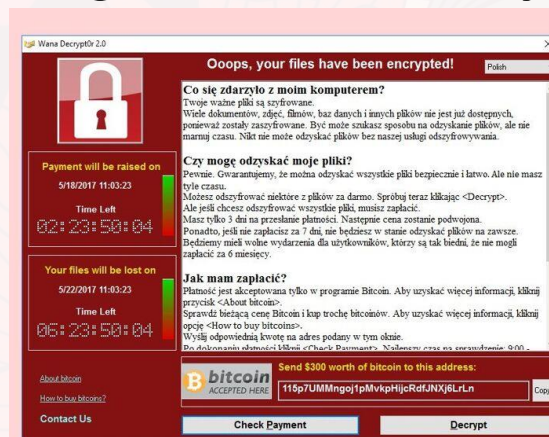 Wana Decrypt0r 2.0
Ooops, your files have been encrypted!
Polish
Co się zdarzyło z moim komputerem?
Twoje ważne pliki są szyfrowane.
Wiele dokumentów, zdjęć, filmów, baz danych i innych plików nie jest już dostępnych,
ponieważ zostały zaszyfrowane. Być może szukasz sposobu na odzyskanie plików, ale nie
marnuj czasu. Nikt nie może odzyskać plików bez naszej usługi odszyfrowywania.
Czy mogę odzyskać moje pliki?
Pewnie. Gwarantujemy, że można odzyskać wszystkie pliki bezpiecznie i łatwo. Ale nie masz
tyle czasu.
Możesz odszyfrować niektóre z plików za darmo. Spróbuj teraz klikając <Decrypt>.
Ale jeśli chcesz odszyfrować wszystkie pliki, musisz zapłacić.
Masz tylko 3 dni na przesłanie płatności. Następnie cena zostanie podwojona.
Ponadto, jeśli nie zapłacisz za 7 dni, nie będziesz w stanie odzyskać plików na zawsze.
Będziemy mieli wolne wydarzenia dla użytkowników, którzy są tak biedni, że nie mogli
zapłacić za 6 miesięcy.
Jak mam zapłacić?
Płatność jest akceptowana tylko w programie Bitcoin. Aby uzyskać więcej informacji, kliknij
przycisk <About bitcoin>.
Sprawdź bieżącą cenę Bitcoin i kup trochę bitcoinów. Aby uzyskać więcej informacji, kliknij
opcję <How to buy bitcoins>.
Wyślij odpowiednią kwotę na adres podany w tym oknie.
Po dokonaniu płatności kliknij <Check Payment>. Najlepszy czas na sprawdzenie: 9:00 -
Payment will be raised on
5/18/2017 11:03:23
Time Left
02:23:50:04
Your files will be lost on
5/22/2017 11:03:23
Time Left
06:23:50:04
About bitcoin
How to buy bitcoins?
Contact Us
bitcoin
ACCEPTED HERE
Send $300 worth of bitcoin to this address:
115p7UMMngoj1pMvkpHijcRdfJNXj6LrLn
Copy
Check Payment
Decrypt